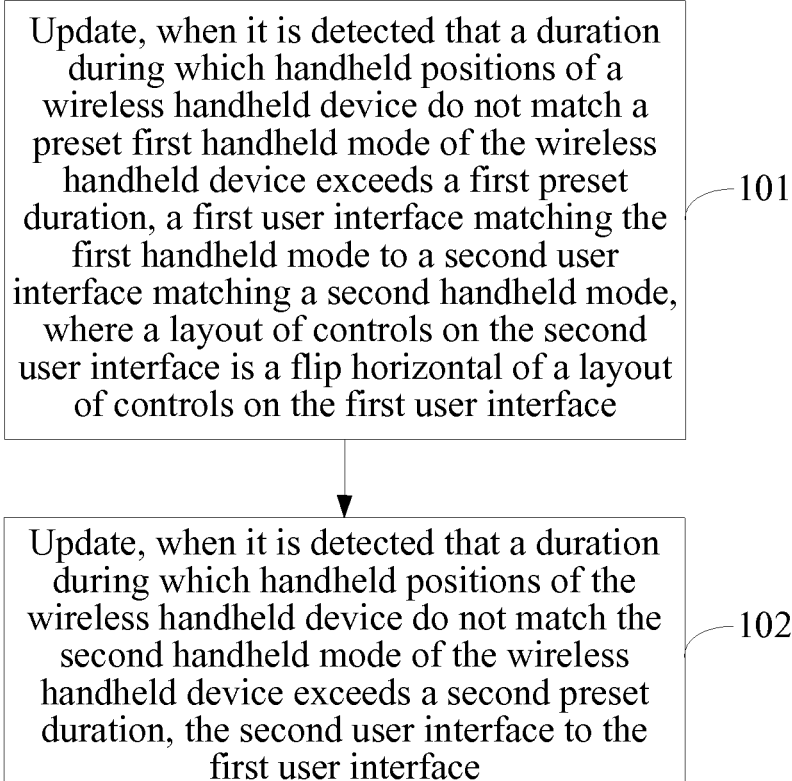 Update, when it is detected that a duration
during which handheld positions of a
wireless handheld device do not match a
preset first handheld mode of the wireless
handheld device exceeds a first preset
duration, a first user interface matching the
first handheld mode to a second user
interface matching a second handheld mode,
where a layout of controls on the second
user interface is a flip horizontal of a layout
of controls on the first user interface
101
Update, when it is detected that a duration
during which handheld positions of the
wireless handheld device do not match the
second handheld mode of the wireless
handheld device exceeds a second preset
duration, the second user interface to the
first user interface
102